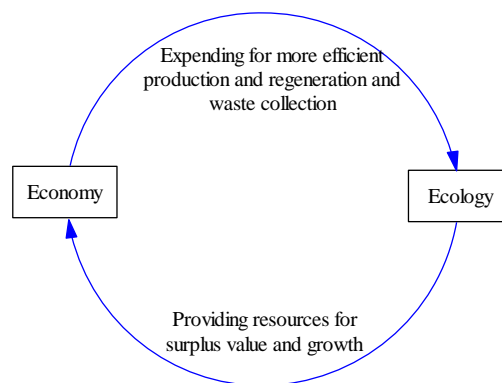 Expending for more efficient
production and regeneration and
waste collection
Economy
Ecology
Providing resources for
surplus value and growth